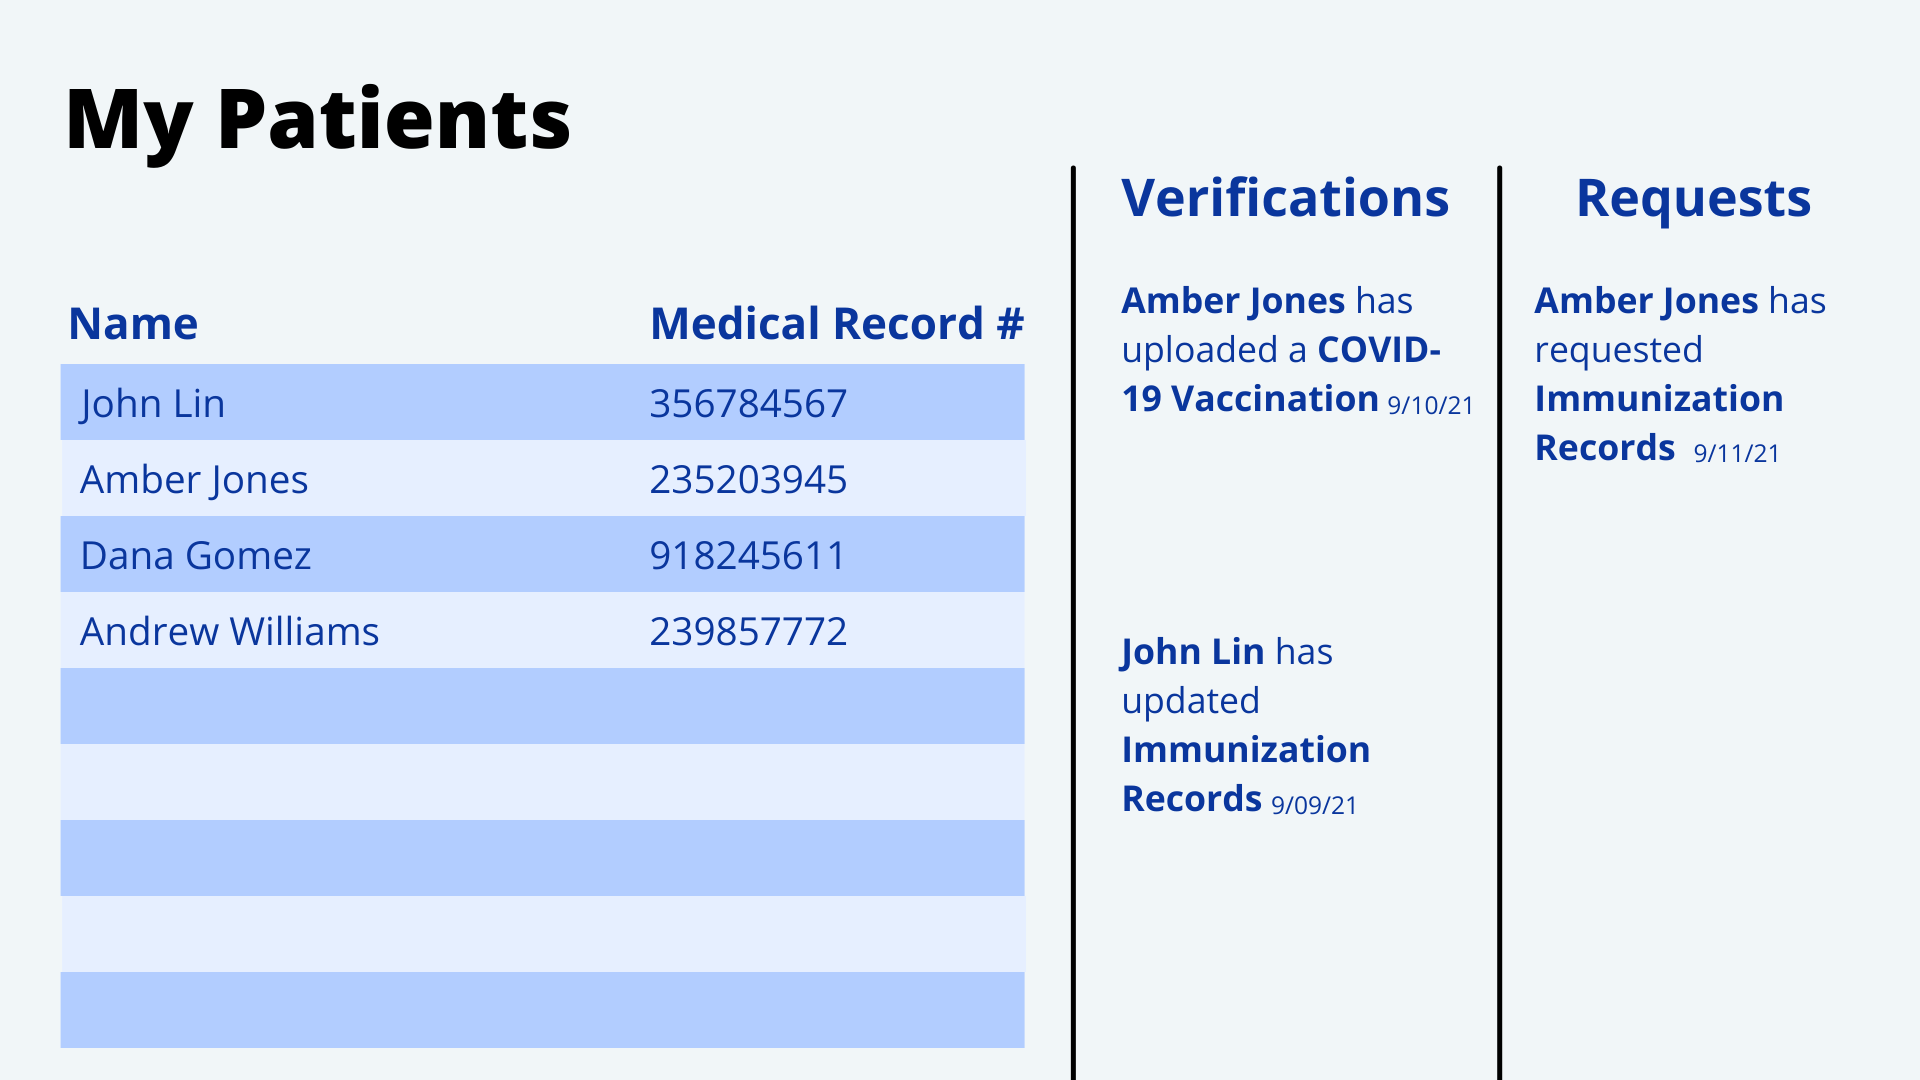 My Patients
Name Medical Record #
John Lin 356784567
Amber Jones 235203945
Dana Gomez 918245611
Andrew Williams 239857772
Verifications
Amber Jones has
uploaded a COVID-
19 Vaccination 9/10/21
John Lin has
updated
Immunization
Records 9/09/21
Requests
Amber Jones has
requested
Immunization
Records 9/11/21